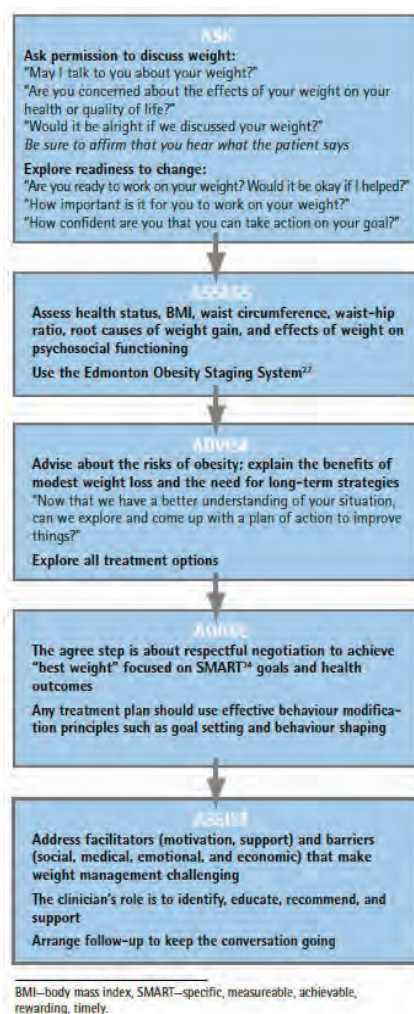 ASK
Ask permission to discuss weight:
"May I talk to you about your weight?"
"Are you concerned about the effects of your weight on your
health or quality of life?"
"Would it be alright if we discussed your weight?"
Be sure to affirm that you hear what the patient says
Explore readiness to change:
"Are you ready to work on your weight? Would it be okay if I helped?"
"How important is it for you to work on your weight?"
"How confident are you that you can take action on your goal?"
ASSESS
Assess health status, BMI, waist circumference, waist-hip
ratio, root causes of weight gain, and effects of weight on
psychosocial functioning
Use the Edmonton Obesity Staging System²⁷
ADVISE
Advise about the risks of obesity; explain the benefits of
modest weight loss and the need for long-term strategies
"Now that we have a better understanding of your situation,
can we explore and come up with a plan of action to improve
things?"
Explore all treatment options
AGREE
The agree step is about respectful negotiation to achieve
"best weight" focused on SMART³⁴ goals and health
outcomes
Any treatment plan should use effective behaviour modifica-
tion principles such as goal setting and behaviour shaping
ASSIST
Address facilitators (motivation, support) and barriers
(social, medical, emotional, and economic) that make
weight management challenging
The clinician's role is to identify, educate, recommend, and
support
Arrange follow-up to keep the conversation going
BMI—body mass index, SMART—specific, measureable, achievable,
rewarding, timely.